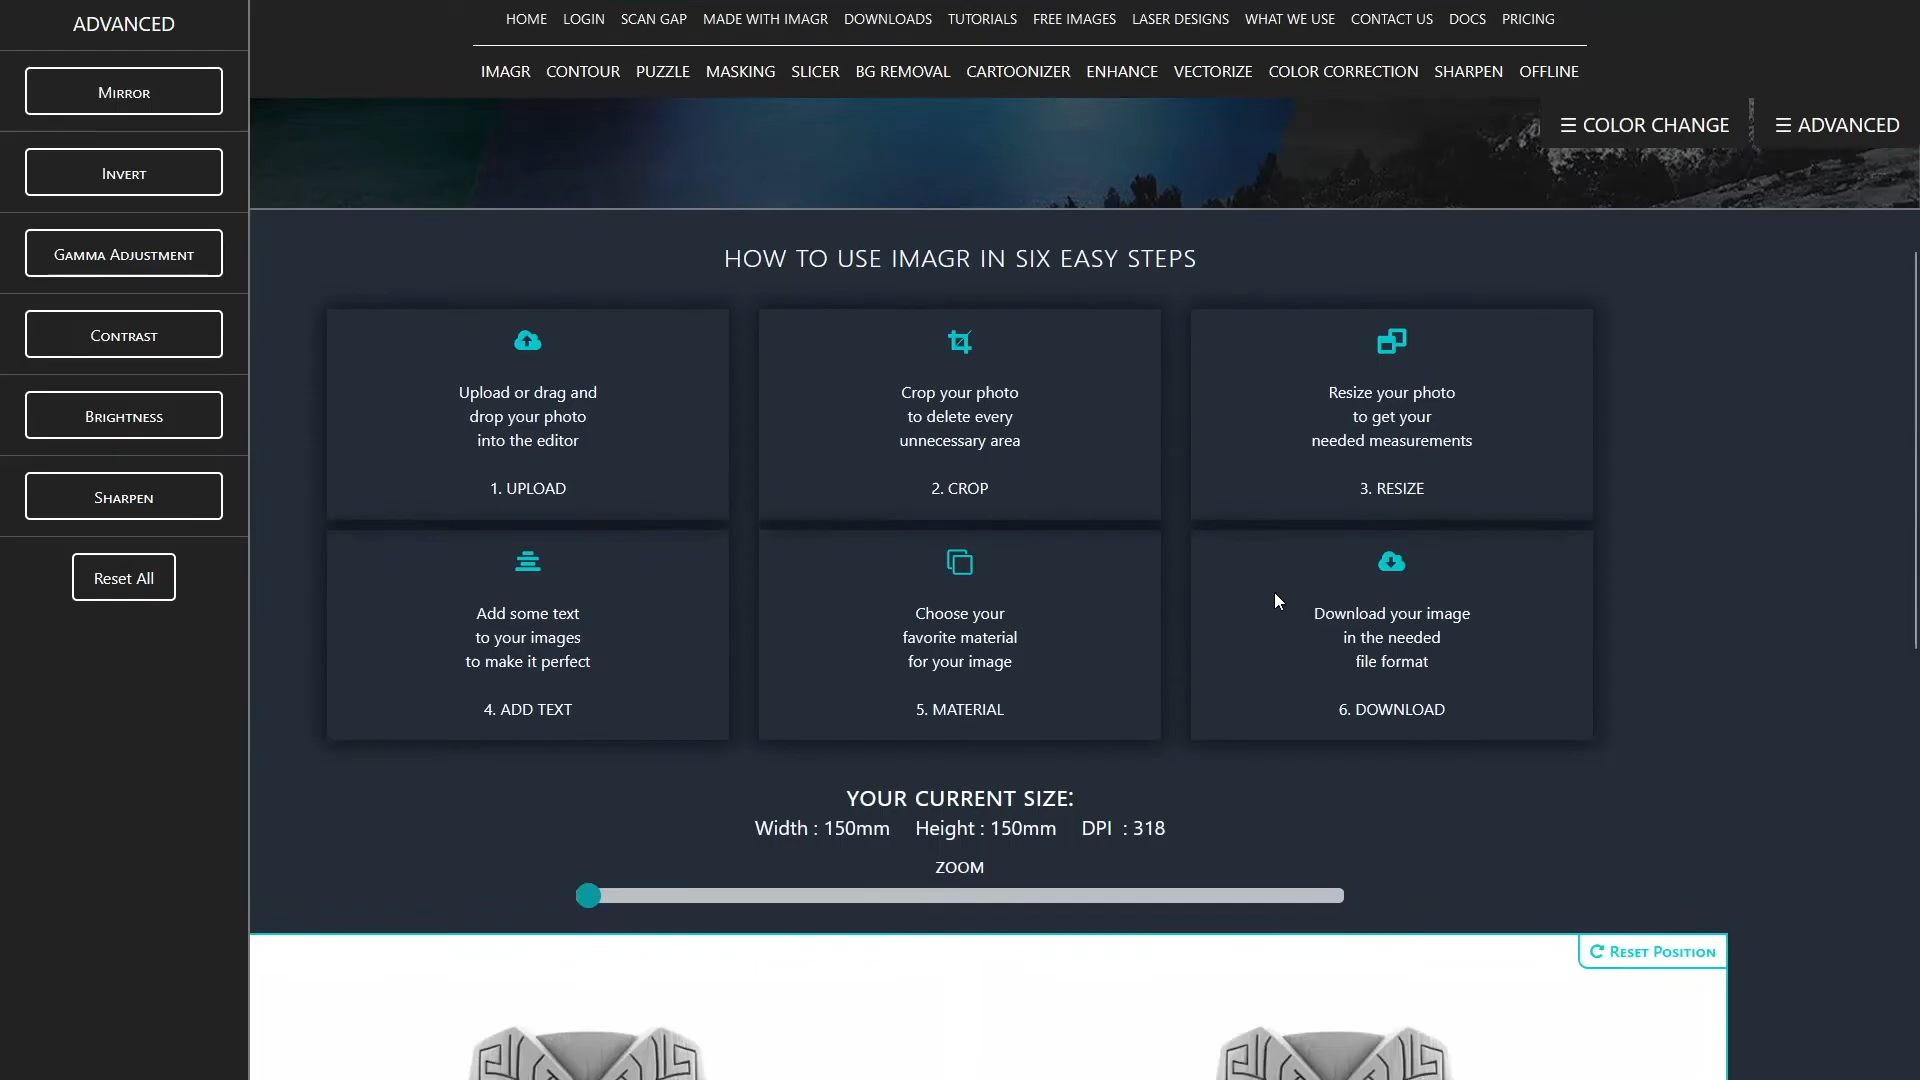 ADVANCED
Mirror
Invert
Gamma Adjustment
Contrast
Brightness
Sharpen
Reset All
HOME LOGIN SCAN GAP MADE WITH IMAGR DOWNLOADS TUTORIALS FREE IMAGES LASER DESIGNS WHAT WE USE CONTACT US DOCS PRICING
IMAGR CONTOUR PUZZLE MASKING SLICER BG REMOVAL CARTOONIZER ENHANCE VECTORIZE COLOR CORRECTION SHARPEN OFFLINE
☰ COLOR CHANGE ☰ ADVANCED
HOW TO USE IMAGR IN SIX EASY STEPS
Upload or drag and
drop your photo
into the editor
1. UPLOAD
Crop your photo
to delete every
unnecessary area
2. CROP
Resize your photo
to get your
needed measurements
3. RESIZE
Add some text
to your images
to make it perfect
4. ADD TEXT
Choose your
favorite material
for your image
5. MATERIAL
Download your image
in the needed
file format
6. DOWNLOAD
YOUR CURRENT SIZE:
Width : 150mm Height : 150mm DPI : 318
ZOOM
Reset Position